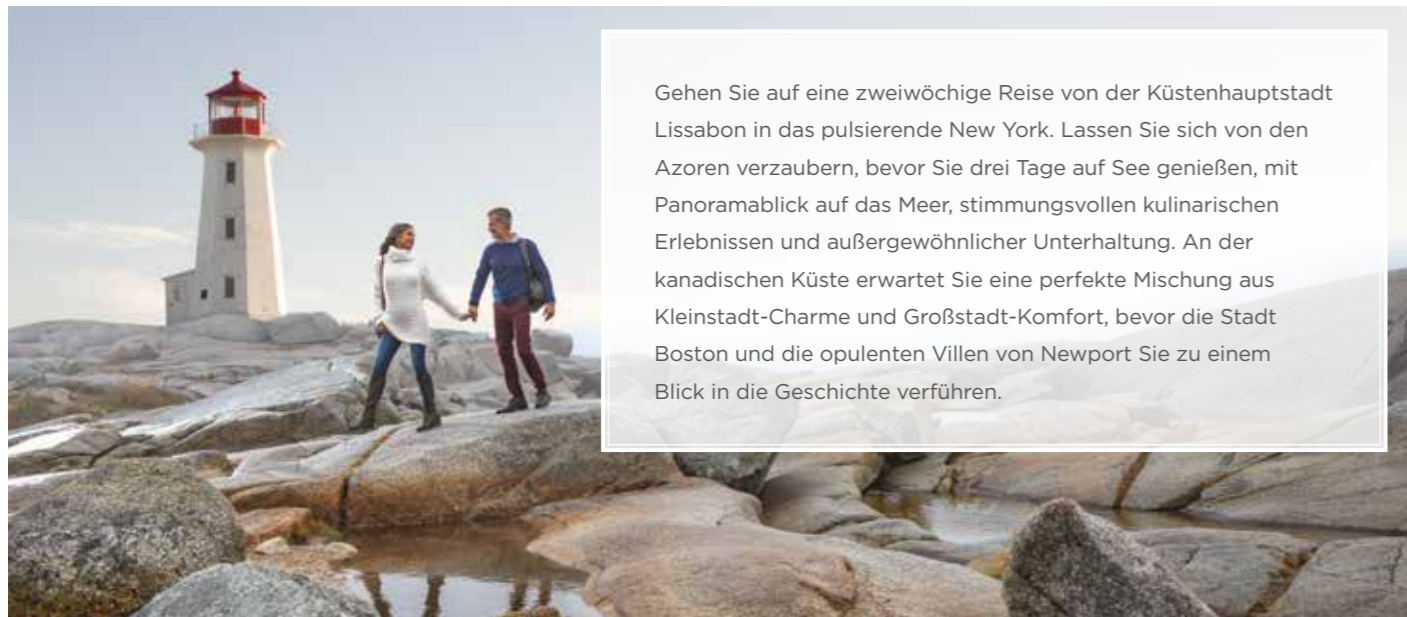 Gehen Sie auf eine zweiwöchige Reise von der Küstenhauptstadt
Lissabon in das pulsierende New York. Lassen Sie sich von den
Azoren verzaubern, bevor Sie drei Tage auf See genießen, mit
Panoramablick auf das Meer, stimmungsvollen kulinarischen
Erlebnissen und außergewöhnlicher Unterhaltung. An der
kanadischen Küste erwartet Sie eine perfekte Mischung aus
Kleinstadt-Charme und Großstadt-Komfort, bevor die Stadt
Boston und die opulenten Villen von Newport Sie zu einem
Blick in die Geschichte verführen.